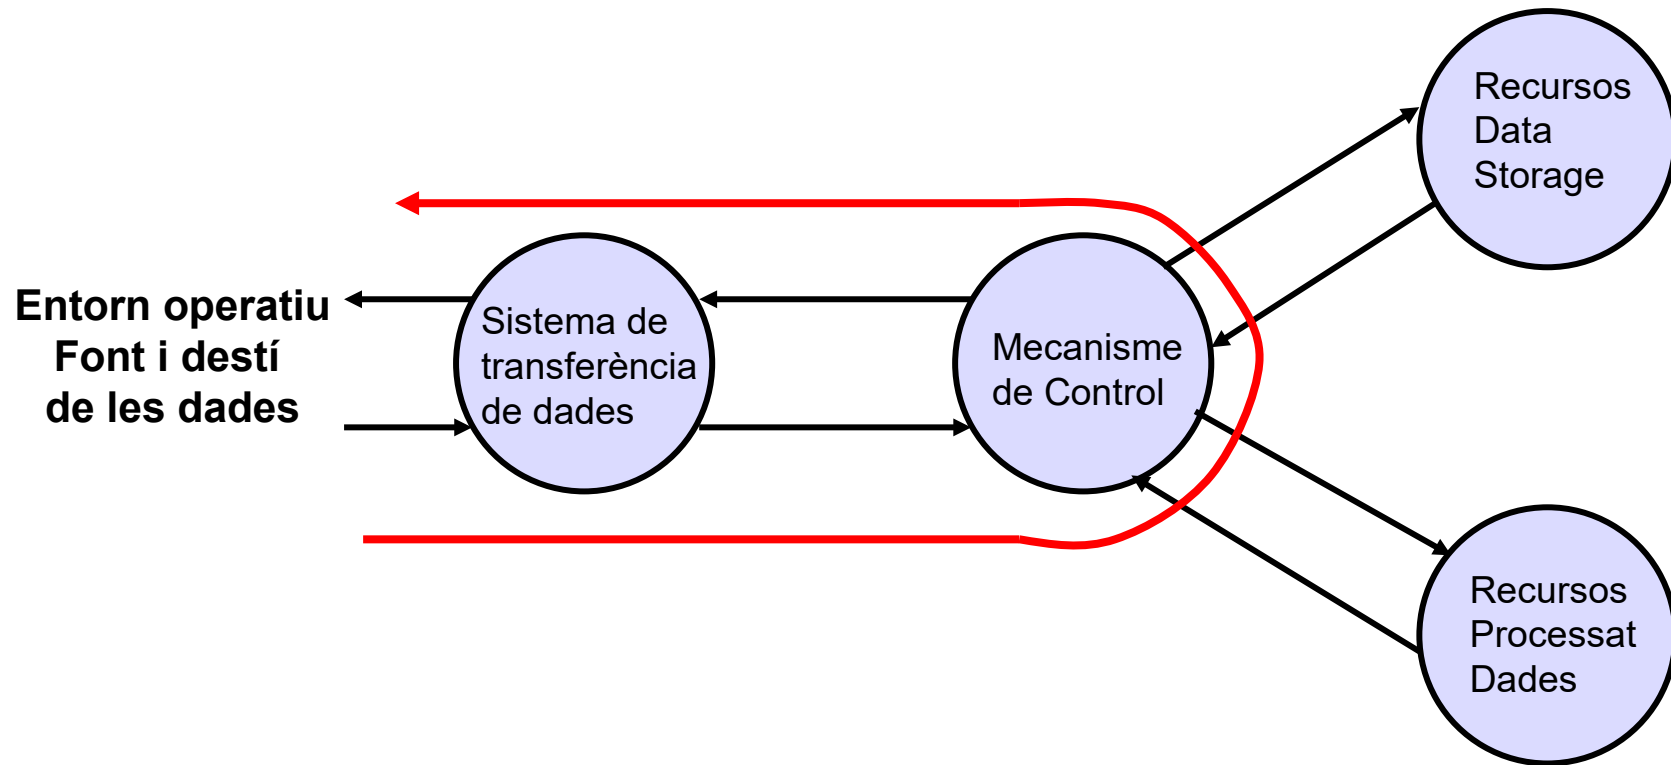 Entorn operatiu
Font i destí
de les dades
Sistema de
transferència
de dades
Mecanisme
de Control
Recursos
Data
Storage
Recursos
Processat
Dades